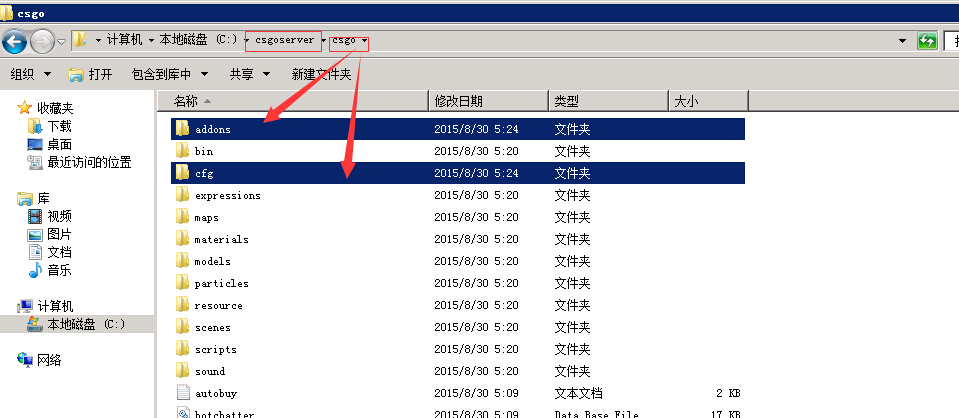 csgo
计算机 本地磁盘 (C:) csgoserver csgo
组织 打开 包含到库中 共享 新建文件夹
收藏夹
下载
桌面
最近访问的位置
库
视频
图片
文档
音乐
计算机
本地磁盘 (C:)
网络
名称 修改日期 类型 大小
addons 2015/8/30 5:24 文件夹
bin 2015/8/30 5:20 文件夹
cfg 2015/8/30 5:24 文件夹
expressions 2015/8/30 5:20 文件夹
maps 2015/8/30 5:20 文件夹
materials 2015/8/30 5:20 文件夹
models 2015/8/30 5:20 文件夹
particles 2015/8/30 5:20 文件夹
resource 2015/8/30 5:20 文件夹
scenes 2015/8/30 5:20 文件夹
scripts 2015/8/30 5:20 文件夹
sound 2015/8/30 5:20 文件夹
autobuy 2015/8/30 5:09 文本文档 2 KB
botchatter 2015/8/30 5:09 Data Base File 17 KB